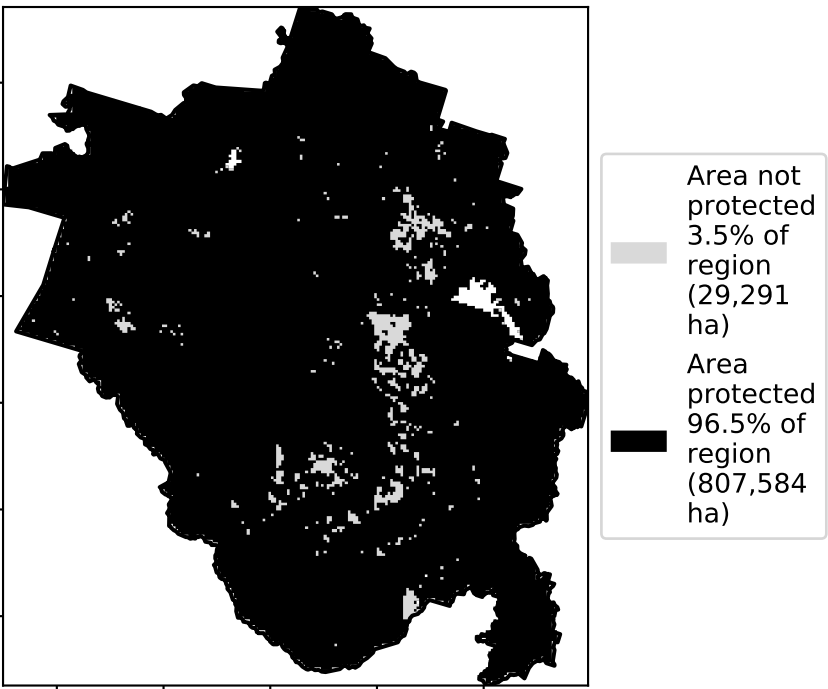 Area not
protected
3.5% of
region
(29,291
ha)
Area
protected
96.5% of
region
(807,584
ha)